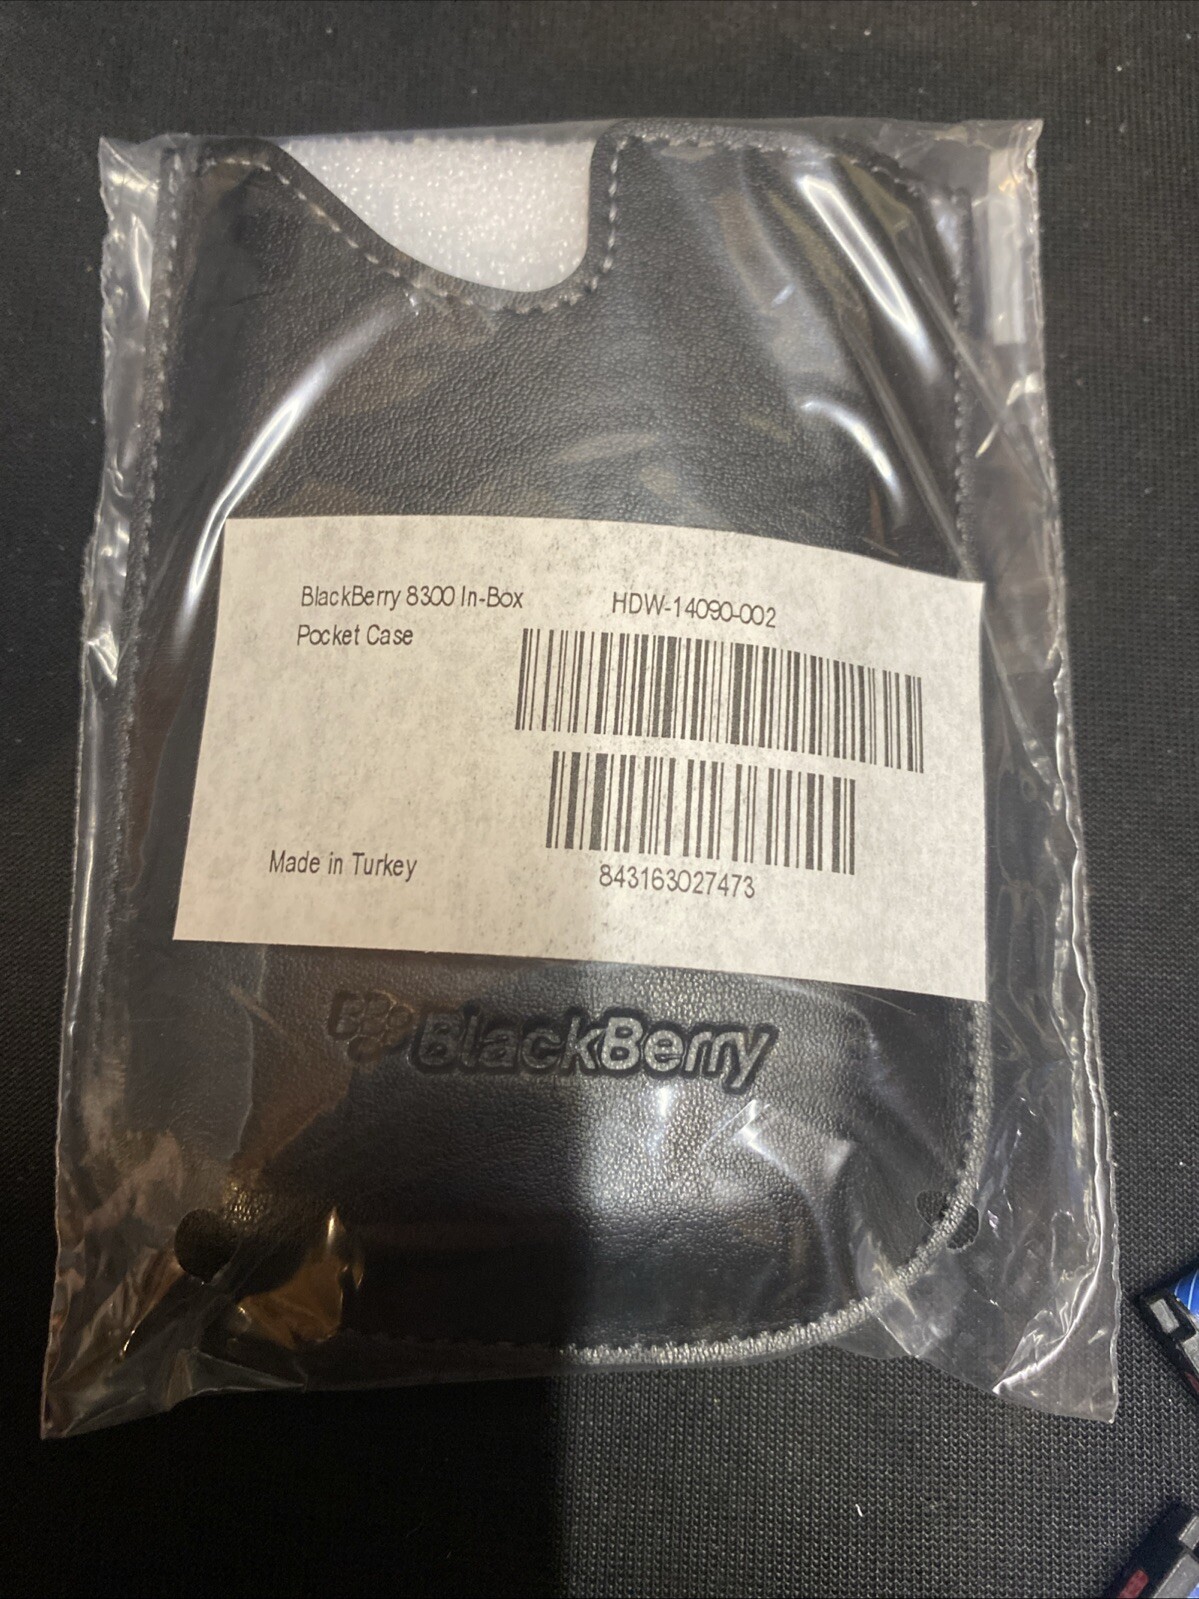 BlackBerry 8300 In-Box
Pocket Case
HDW-14090-002
Made in Turkey
843163027473
BlackBerry